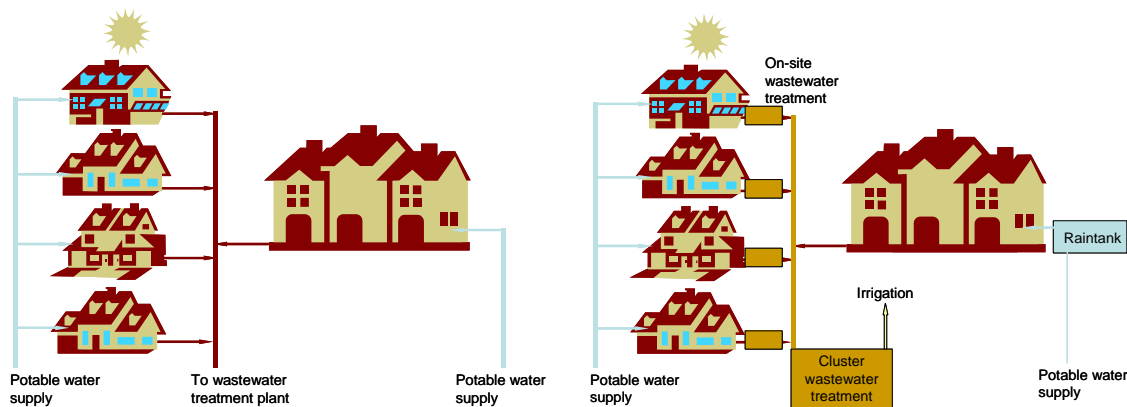 Potable water
supply
To wastewater
treatment plant
Potable water
supply
On-site
wastewater
treatment
Raintank
Irrigation
Cluster
wastewater
treatment
Potable water
supply
Potable water
supply